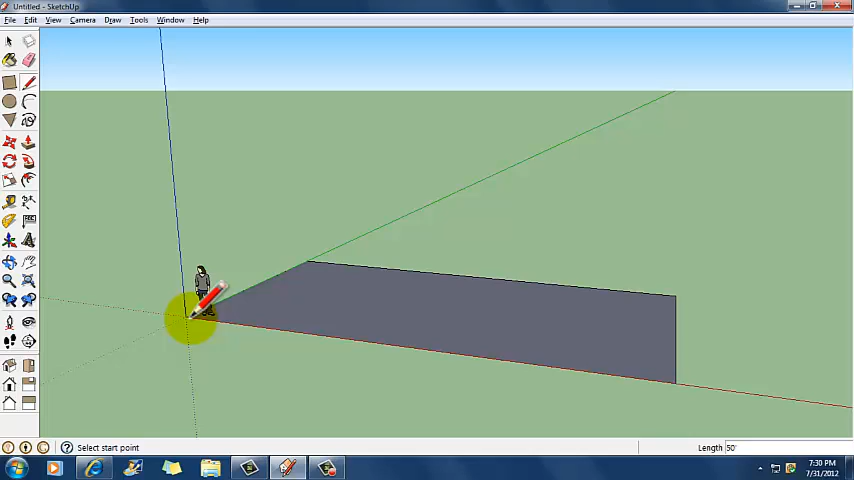 Untitled - SketchUp
File Edit View Camera Draw Tools Window Help
Select start point
Length 50'
7:30 PM
7/31/2012